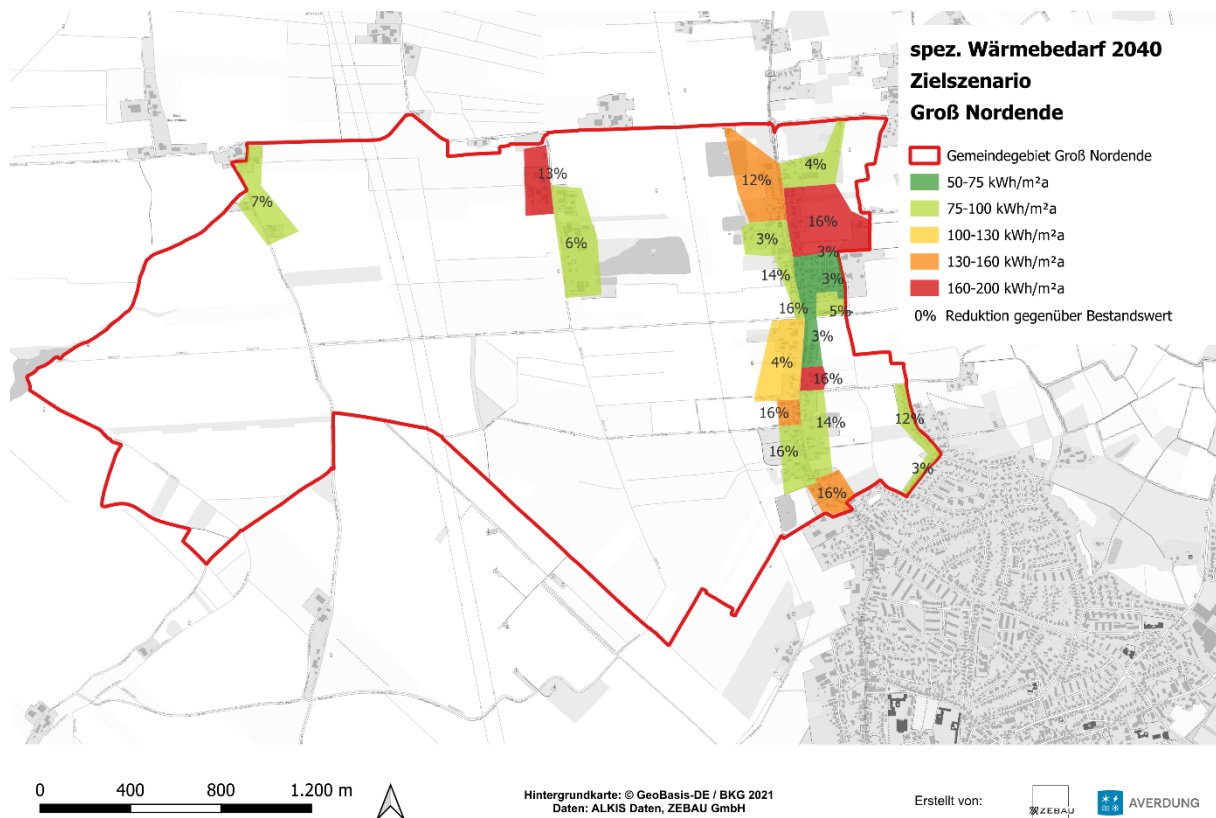 spez. Wärmebedarf 2040
Zielszenario
Groß Nordende
Gemeindegebiet Groß Nordende
50-75 kWh/m²a
75-100 kWh/m²a
100-130 kWh/m²a
130-160 kWh/m²a
160-200 kWh/m²a
0% Reduktion gegenüber Bestandswert
4%
13%
12%
7%
16%
3%
6%
3%
14%
3%
16%
5%
3%
4%
16%
16%
14%
12%
16%
3%
16%
0 400 800 1.200 m
Hintergrundkarte: © GeoBasis-DE / BKG 2021
Daten: ALKIS Daten, ZEBAU GmbH
Erstellt von:
ZEBAU
AVERDUNG